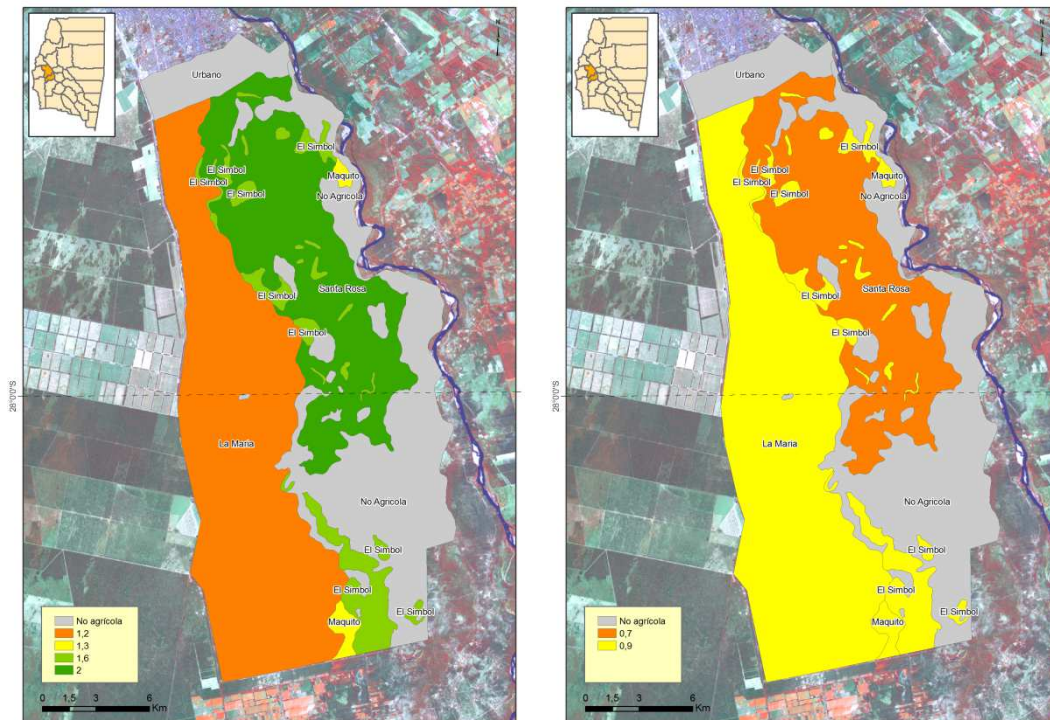 N
Urbano
El Simbol
El Simbol
Maquito
El Simbol
El Simbol
No Agricola
Santa Rosa
El Simbol
El Simbol
28°0'0"S
La Maria
No Agricola
El Simbol
El Simbol
El Simbol
Maquito
No agrícola
1,2
1,3
1,6
2
0 1,5 3 6
Km
N
Urbano
El Simbol
El Simbol
Maquito
El Simbol
El Simbol
No Agricola
Santa Rosa
El Simbol
El Simbol
28°0'0"S
La Maria
No Agricola
El Simbol
El Simbol
El Simbol
Maquito
No agrícola
0,7
0,9
0 1,5 3 6
Km